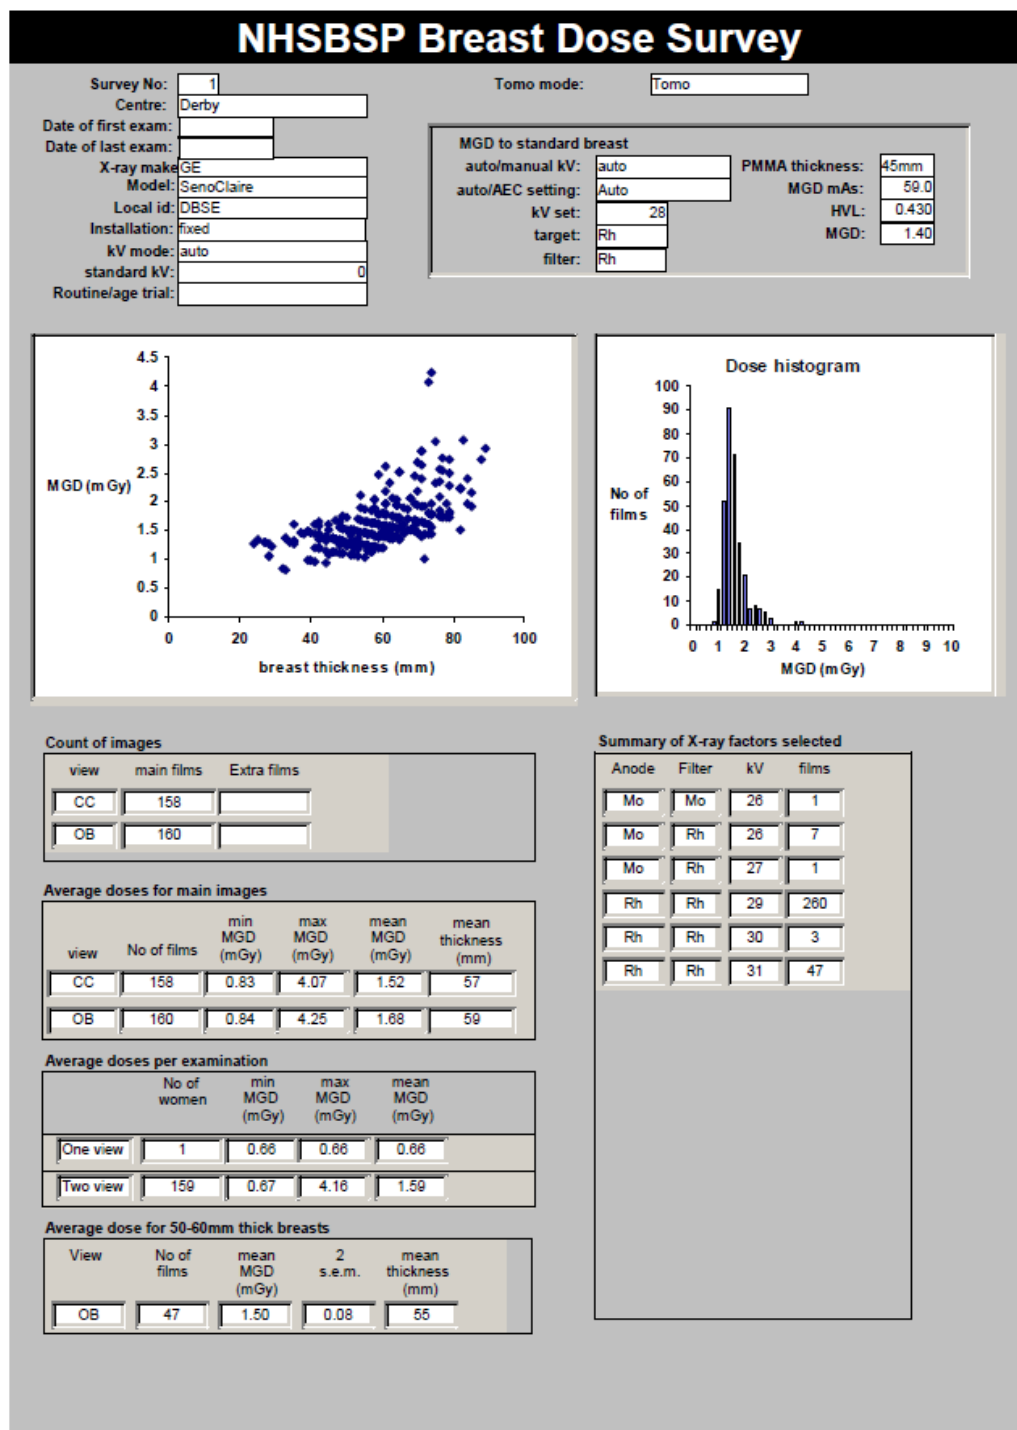 NHSBSP Breast Dose Survey
Survey No: 1
Tomo mode: Tomo
Centre: Derby
Date of first exam:
Date of last exam:
X-ray make GE
Model: SenoClaire
Local id: DBSE
Installation: fixed
kV mode: auto
standard kV: 0
Routine/age trial:
MGD to standard breast
auto/manual kV: auto PMMA thickness: 45mm
auto/AEC setting: Auto MGD mAs: 59.0
kV set: 28 HVL: 0.430
target: Rh MGD: 1.40
filter: Rh
4.5
4
3.5
3
2.5
2
1.5
1
0.5
0
MGD (mGy)
0 20 40 60 80 100
breast thickness (mm)
Dose histogram
100
90
80
70
60
50
40
30
20
10
0
No of
films
0 1 2 3 4 5 6 7 8 9 10
MGD (mGy)
Count of images
view main films Extra films
CC 158
OB 160
Average doses for main images
view No of films min MGD (mGy) max MGD (mGy) mean MGD (mGy) mean thickness (mm)
CC 158 0.83 4.07 1.52 57
OB 160 0.84 4.25 1.68 59
Average doses per examination
No of women min MGD (mGy) max MGD (mGy) mean MGD (mGy)
One view 1 0.66 0.66 0.66
Two view 159 0.67 4.16 1.59
Average dose for 50-60mm thick breasts
View No of films mean MGD (mGy) 2 s.e.m. mean thickness (mm)
OB 47 1.50 0.08 55
Summary of X-ray factors selected
Anode Filter kV films
Mo Mo 26 1
Mo Rh 26 7
Mo Rh 27 1
Rh Rh 29 260
Rh Rh 30 3
Rh Rh 31 47